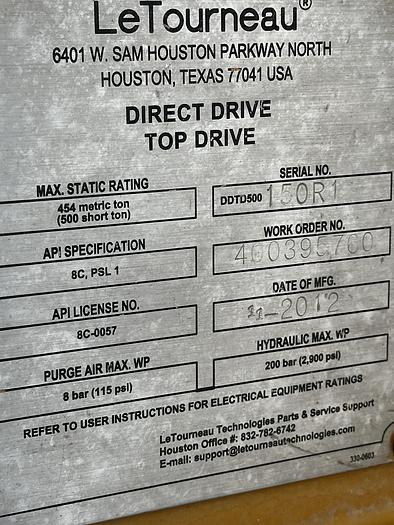 LeTourneau®
6401 W. SAM HOUSTON PARKWAY NORTH
HOUSTON, TEXAS 77041 USA
DIRECT DRIVE
TOP DRIVE
MAX. STATIC RATING
454 metric ton
(500 short ton)
SERIAL NO.
DDTD500 150R1
API SPECIFICATION
8C, PSL 1
WORK ORDER NO.
400395700
API LICENSE NO.
8C-0057
DATE OF MFG.
11-2012
PURGE AIR MAX. WP
8 bar (115 psi)
HYDRAULIC MAX. WP
200 bar (2,900 psi)
REFER TO USER INSTRUCTIONS FOR ELECTRICAL EQUIPMENT RATINGS
LeTourneau Technologies Parts & Service Support
Houston Office #: 832-782-6742
E-mail: support@letourneautechnologies.com
330-0603